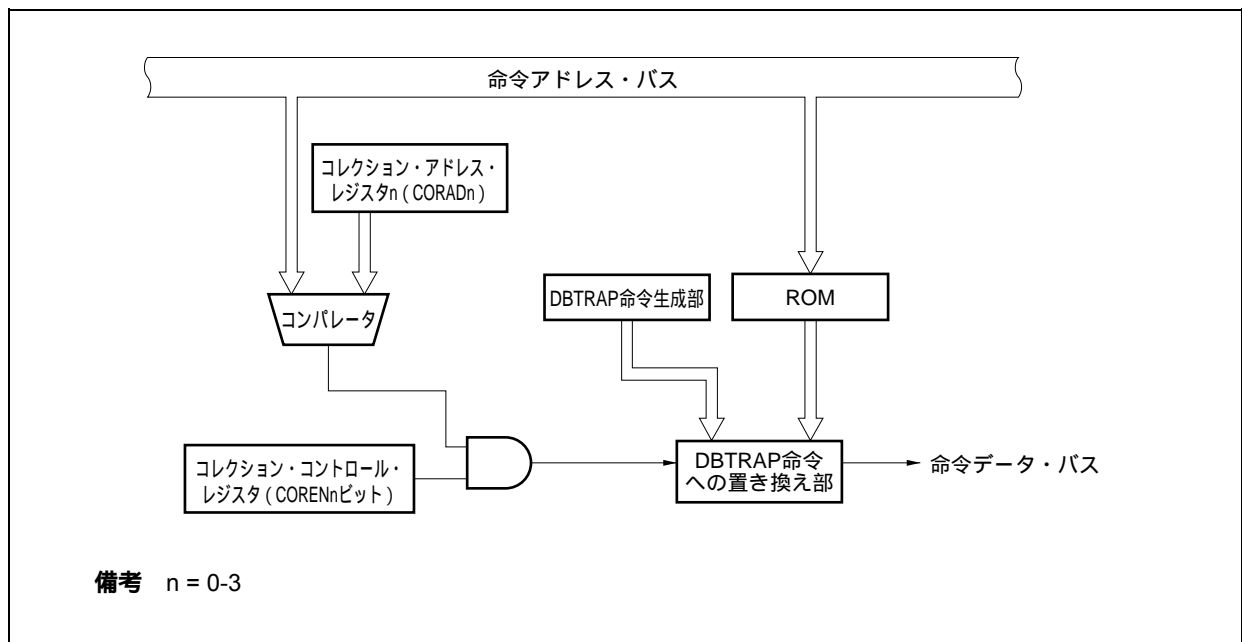 命令アドレス・バス
コレクション・アドレス・
レジスタn（CORADn）
コンパレータ
DBTRAP命令生成部
ROM
コレクション・コントロール・
レジスタ（CORENnビット）
DBTRAP命令
への置き換え部
命令データ・バス
備考 n = 0-3